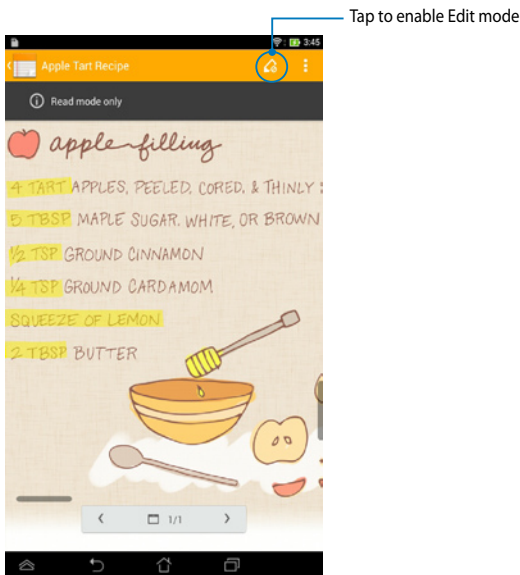 Tap to enable Edit mode
3:45
Apple Tart Recipe
Read mode only
apple filling
4 TART APPLES, PEELED, CORED, & THINLY
5 TBSP MAPLE SUGAR. WHITE, OR BROWN
1/2 TSP GROUND CINNAMON
1/4 TSP GROUND CARDAMOM
SQUEEZE OF LEMON
2 TBSP BUTTER
1/1